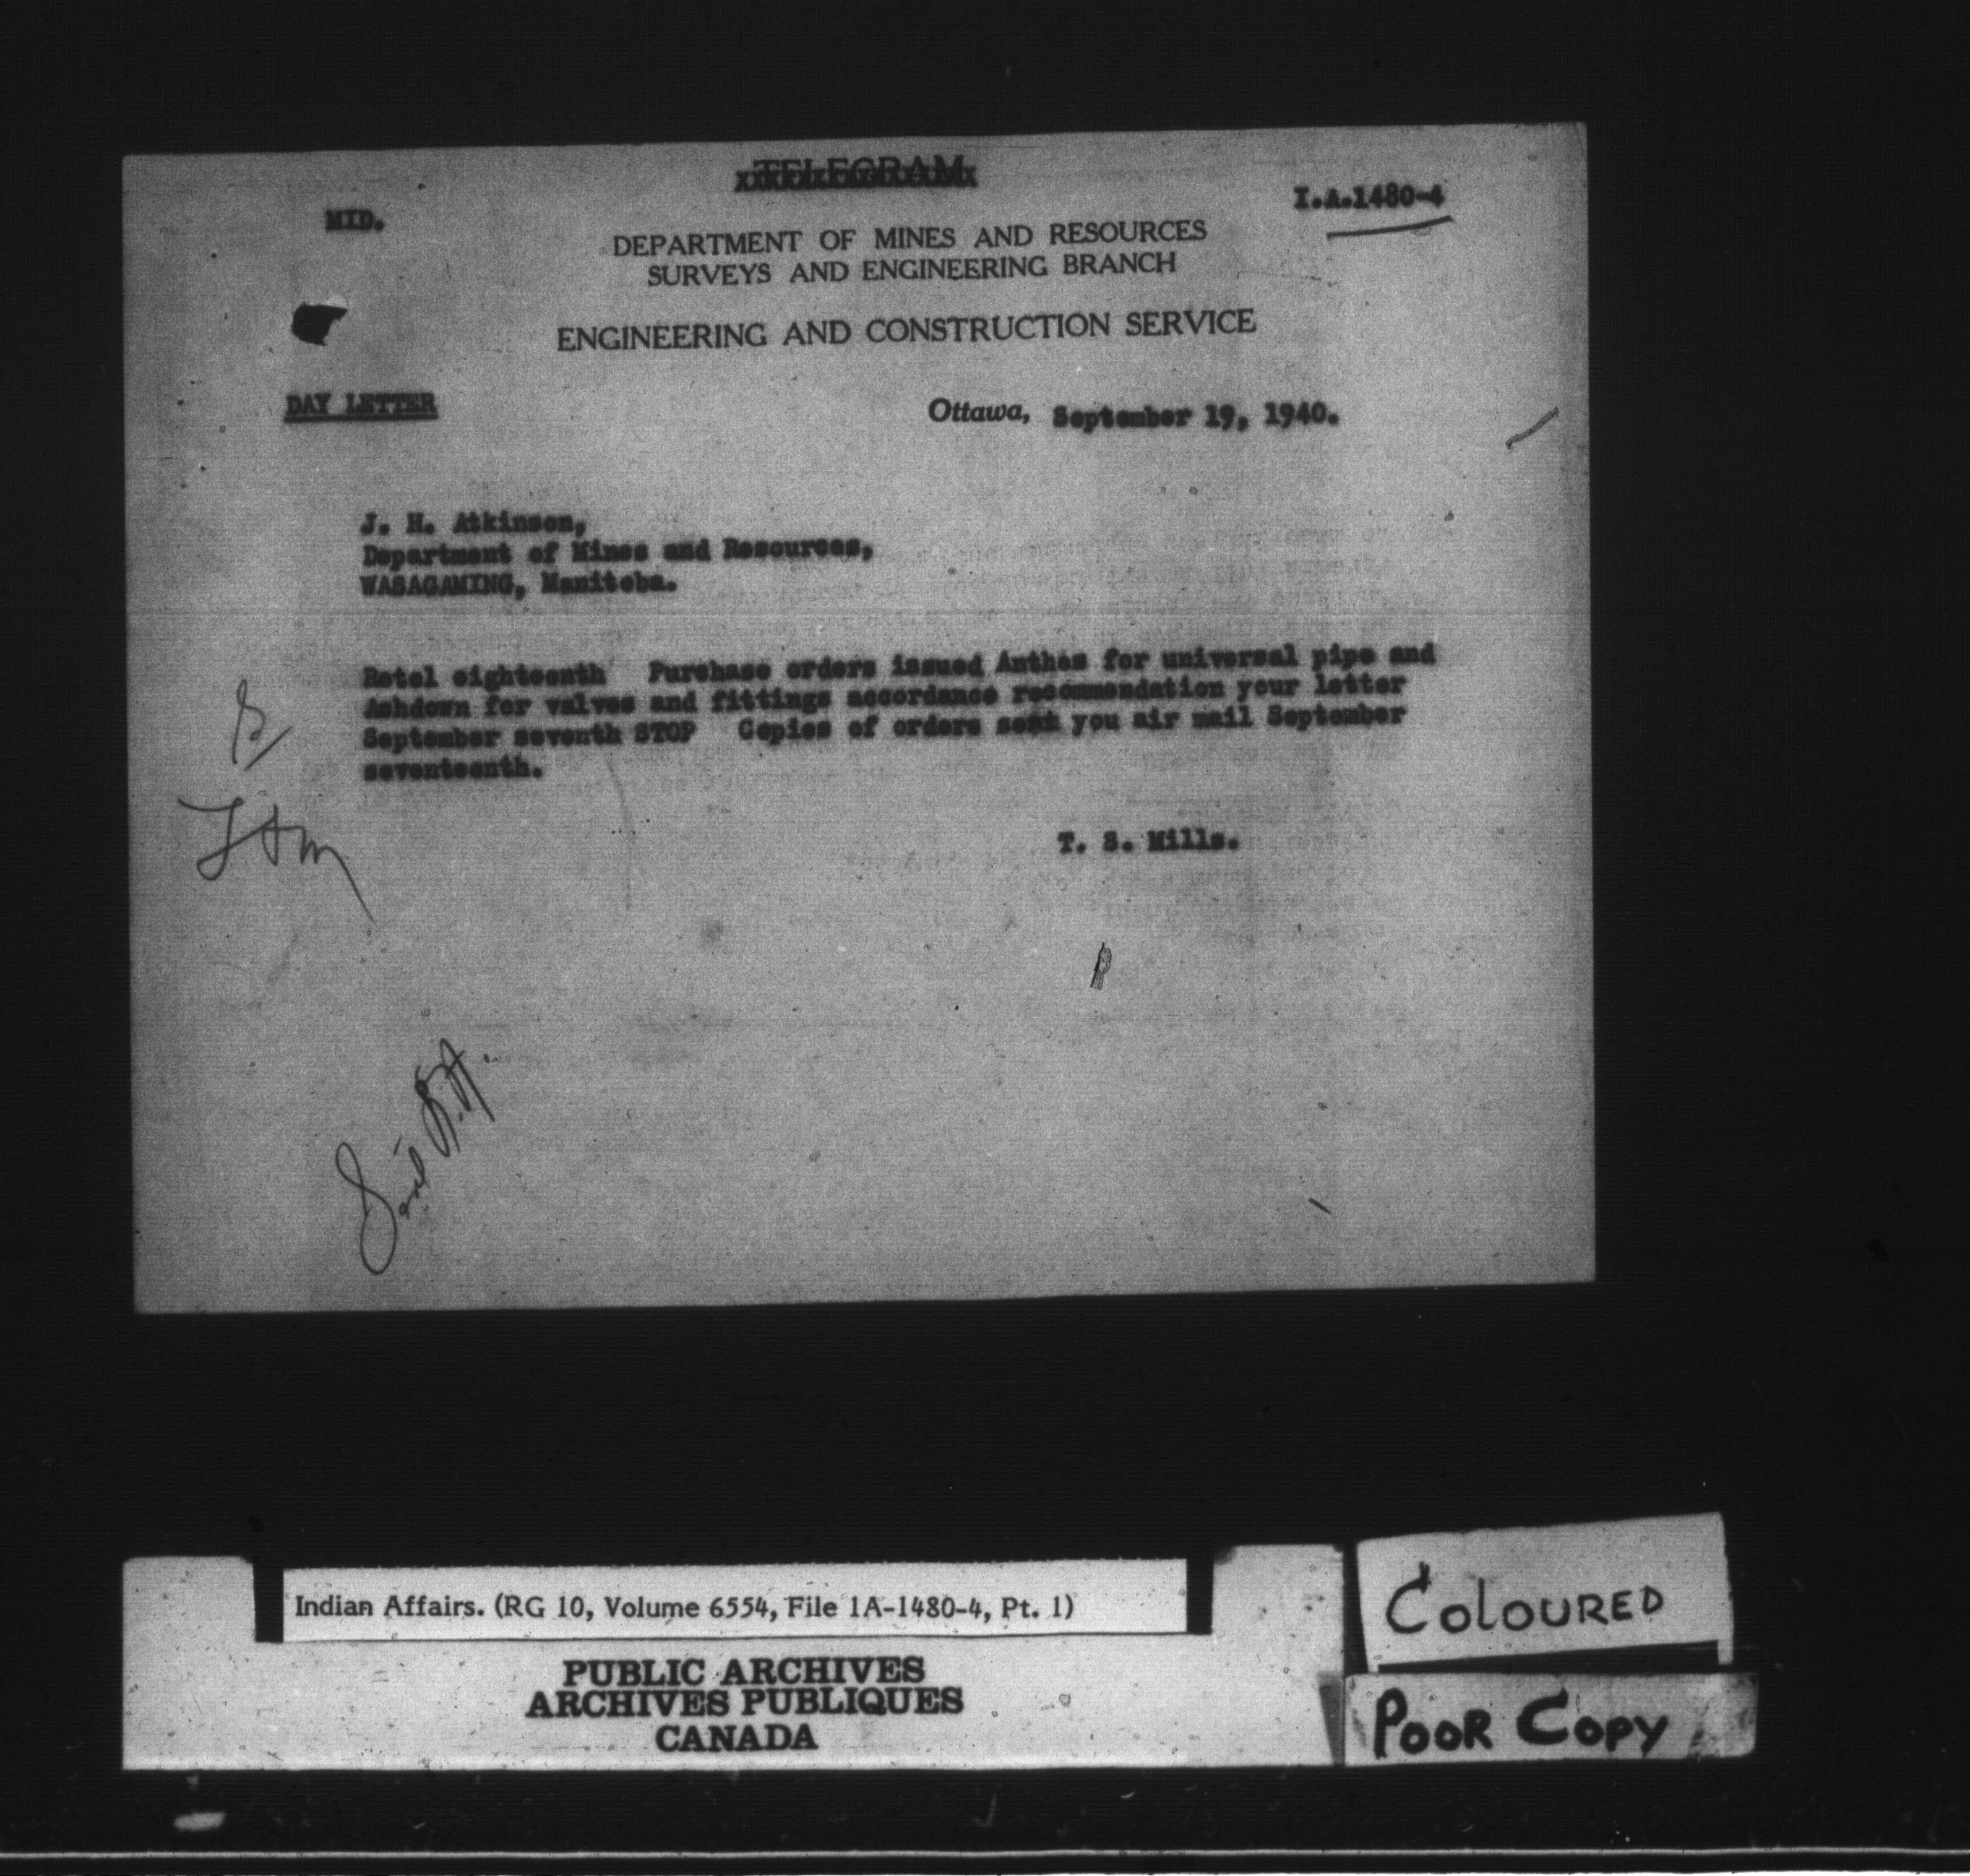 TELEGRAM
MID.
I.A.1480-4
DEPARTMENT OF MINES AND RESOURCES
SURVEYS AND ENGINEERING BRANCH
ENGINEERING AND CONSTRUCTION SERVICE
DAY LETTER
Ottawa, September 19, 1940.
J. H. Atkinson,
Department of Mines and Resources,
WASAGAMING, Manitoba.
Retel eighteenth Purchase orders issued Anthes for universal pipe and
Ashdown for valves and fittings accordance recommendation your letter
September seventh STOP Copies of orders sent you air mail September
seventeenth.
T. S. Mills.
Indian Affairs. (RG 10, Volume 6554, File 1A-1480-4, Pt. 1)
PUBLIC ARCHIVES
ARCHIVES PUBLIQUES
CANADA
COLOURED
POOR COPY